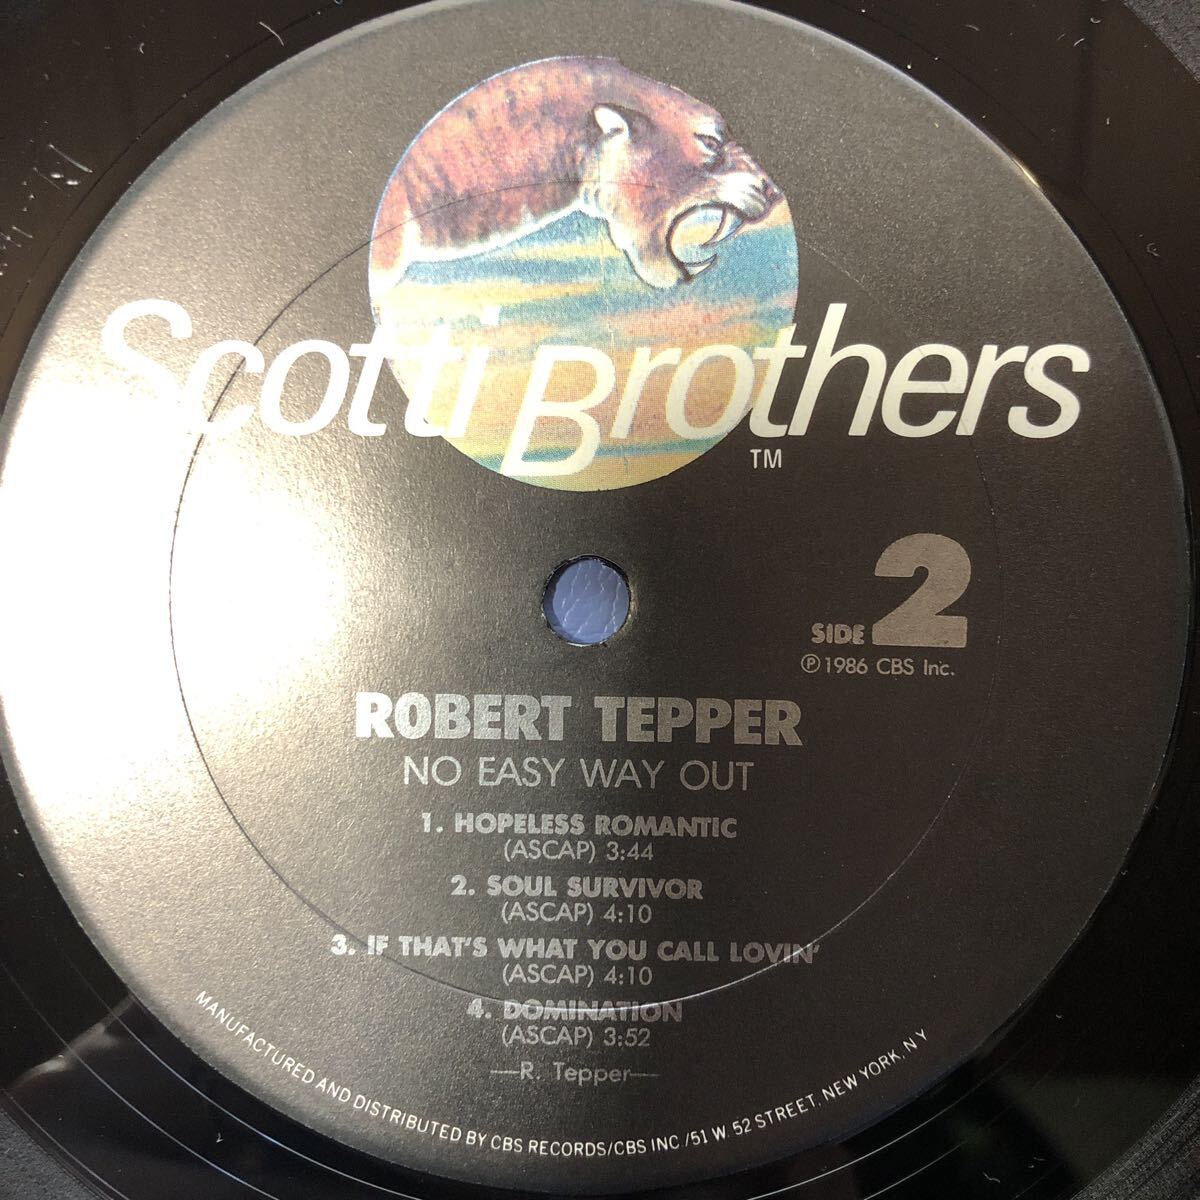 Scotti Brothers
TM
SIDE 2
℗ 1986 CBS Inc.
ROBERT TEPPER
NO EASY WAY OUT
1. HOPELESS ROMANTIC
(ASCAP) 3:44
2. SOUL SURVIVOR
(ASCAP) 4:10
3. IF THAT'S WHAT YOU CALL LOVIN'
(ASCAP) 4:10
4. DOMINATION
(ASCAP) 3:52
—R. Tepper—
MANUFACTURED AND DISTRIBUTED BY CBS RECORDS/CBS INC./51 W. 52 STREET, NEW YORK, N.Y.